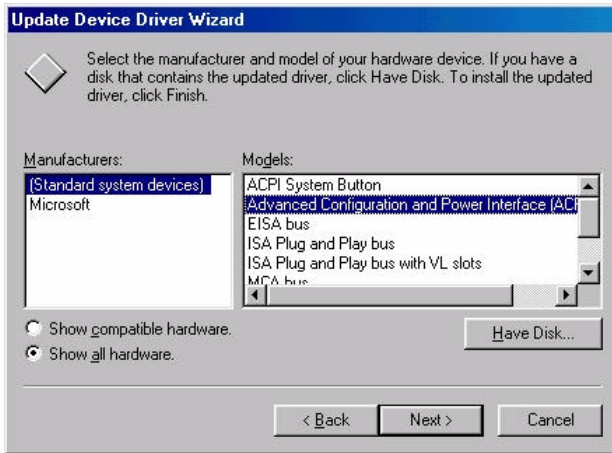 Update Device Driver Wizard
Select the manufacturer and model of your hardware device. If you have a
disk that contains the updated driver, click Have Disk. To install the updated
driver, click Finish.
Manufacturers:
Models:
(Standard system devices)
Microsoft
ACPI System Button
Advanced Configuration and Power Interface (ACP
EISA bus
ISA Plug and Play bus
ISA Plug and Play bus with VL slots
MCA bus
Show compatible hardware.
Show all hardware.
Have Disk...
< Back
Next >
Cancel